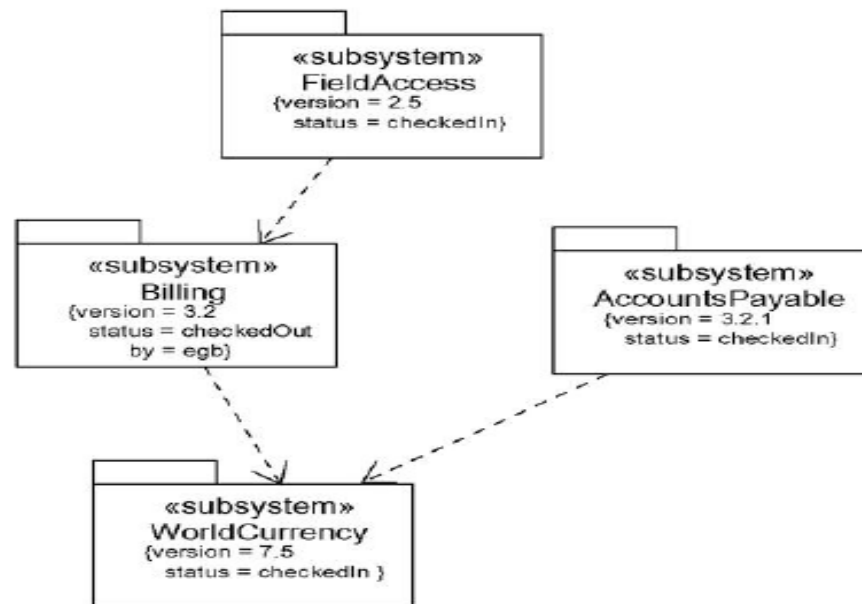 «subsystem»
FieldAccess
{version = 2.5
status = checkedIn}
«subsystem»
Billing
{version = 3.2
status = checkedOut
by = egb}
«subsystem»
AccountsPayable
{version = 3.2.1
status = checkedIn}
«subsystem»
WorldCurrency
{version = 7.5
status = checkedIn }